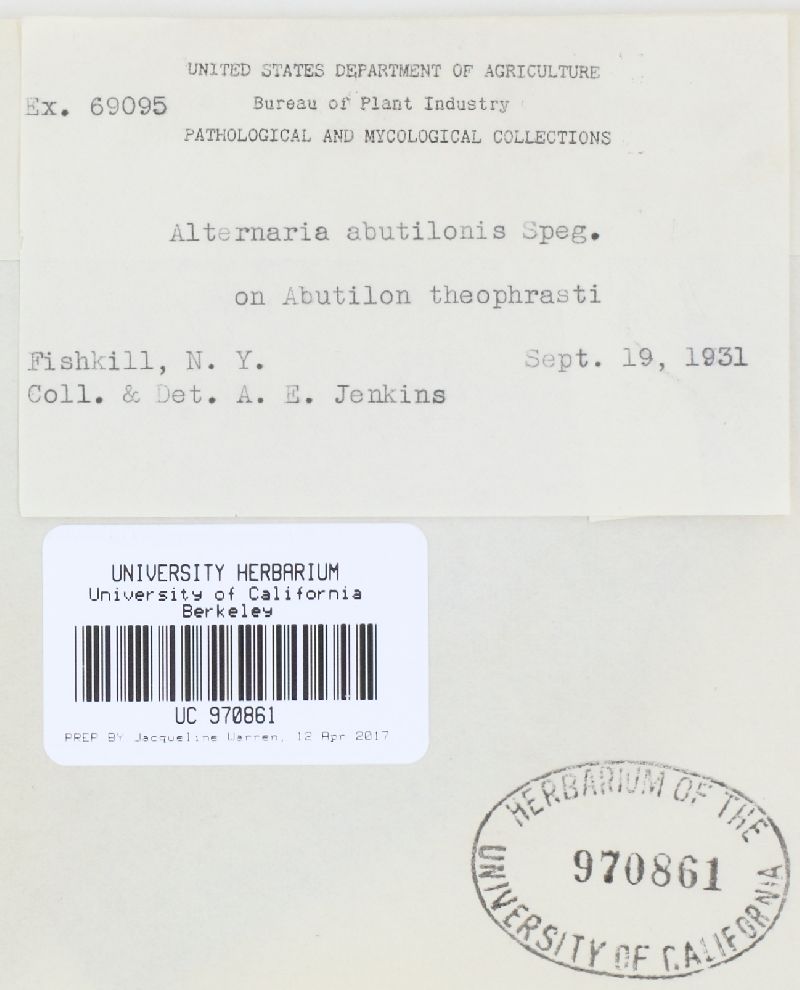 UNITED STATES DEPARTMENT OF AGRICULTURE
Ex. 69095 Bureau of Plant Industry
PATHOLOGICAL AND MYCOLOGICAL COLLECTIONS
Alternaria abutilonis Speg.
on Abutilon theophrasti
Fishkill, N. Y. Sept. 19, 1931
Coll. & Det. A. E. Jenkins
UNIVERSITY HERBARIUM
University of California
Berkeley
UC 970861
PREP BY Jacqueline Warren, 12 Apr 2017
HERBARIUM OF THE
970861
UNIVERSITY OF CALIFORNIA